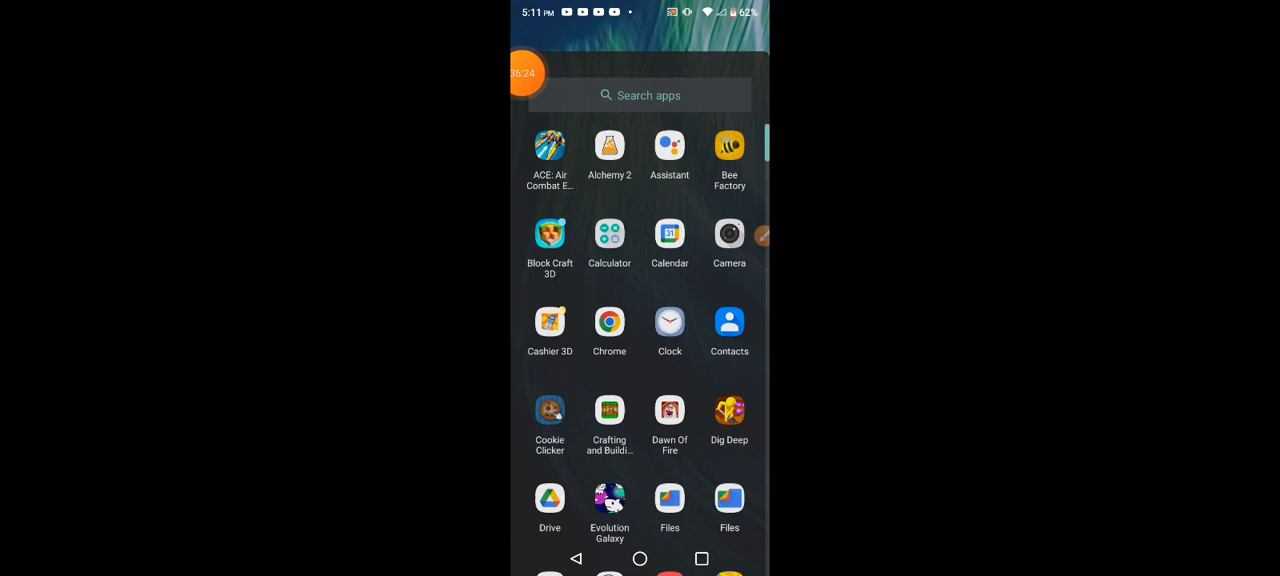 5:11 PM
62%
36:24
Search apps
ACE: Air Combat E...
Alchemy 2
Assistant
Bee Factory
Block Craft 3D
Calculator
31
Calendar
Camera
Cashier 3D
Chrome
Clock
Contacts
Cookie Clicker
Crafting and Buildi...
Dawn Of Fire
Dig Deep
Drive
Evolution Galaxy
Files
Files